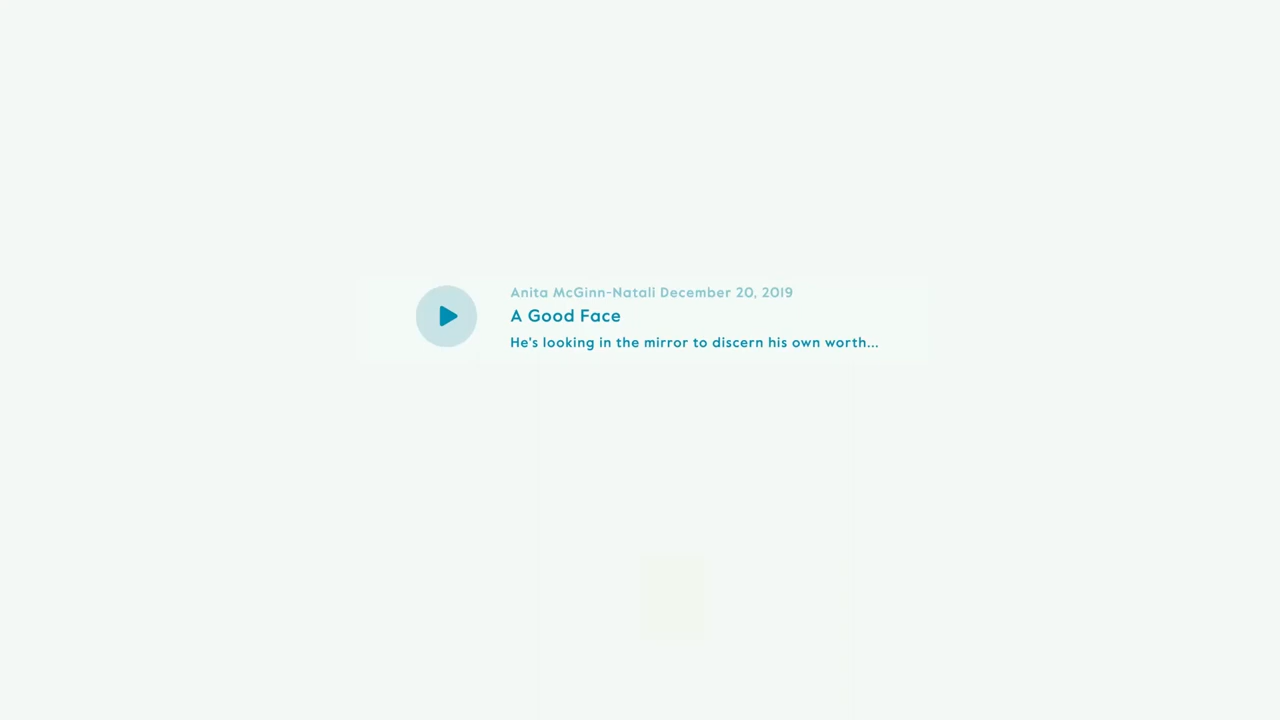 Anita McGinn-Natali December 20, 2019
A Good Face
He's looking in the mirror to discern his own worth...